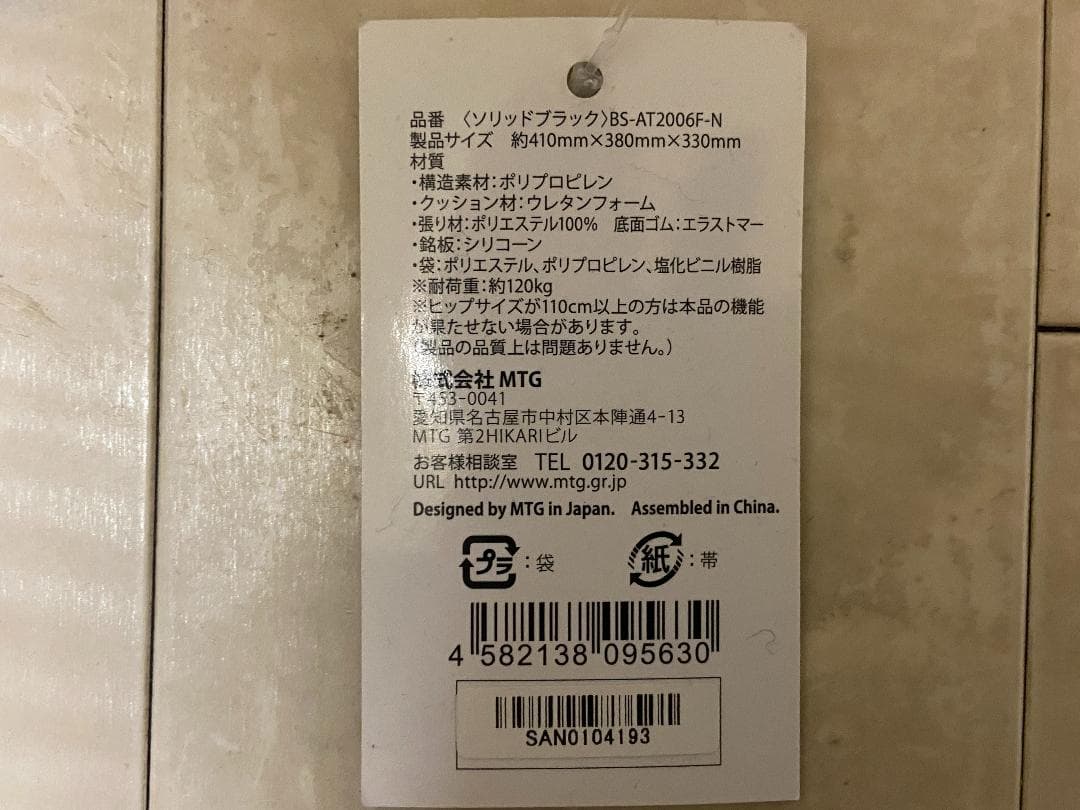 品番　〈ソリッドブラック〉BS-AT2006F-N
製品サイズ　約410mm×380mm×330mm
材質
・構造素材：ポリプロピレン
・クッション材：ウレタンフォーム
・張り材：ポリエステル100%　底面ゴム：エラストマー
・銘板：シリコーン
・袋：ポリエステル、ポリプロピレン、塩化ビニル樹脂
※耐荷重：約120kg
※ヒップサイズが110cm以上の方は本品の機能
が果たせない場合があります。
（製品の品質上は問題ありません。）
株式会社 MTG
〒453-0041
愛知県名古屋市中村区本陣通4-13
MTG 第2HIKARIビル
お客様相談室　TEL 0120-315-332
URL http://www.mtg.gr.jp
Designed by MTG in Japan.　Assembled in China.
プラ：袋　紙：帯
4 582138 095630
SAN0104193